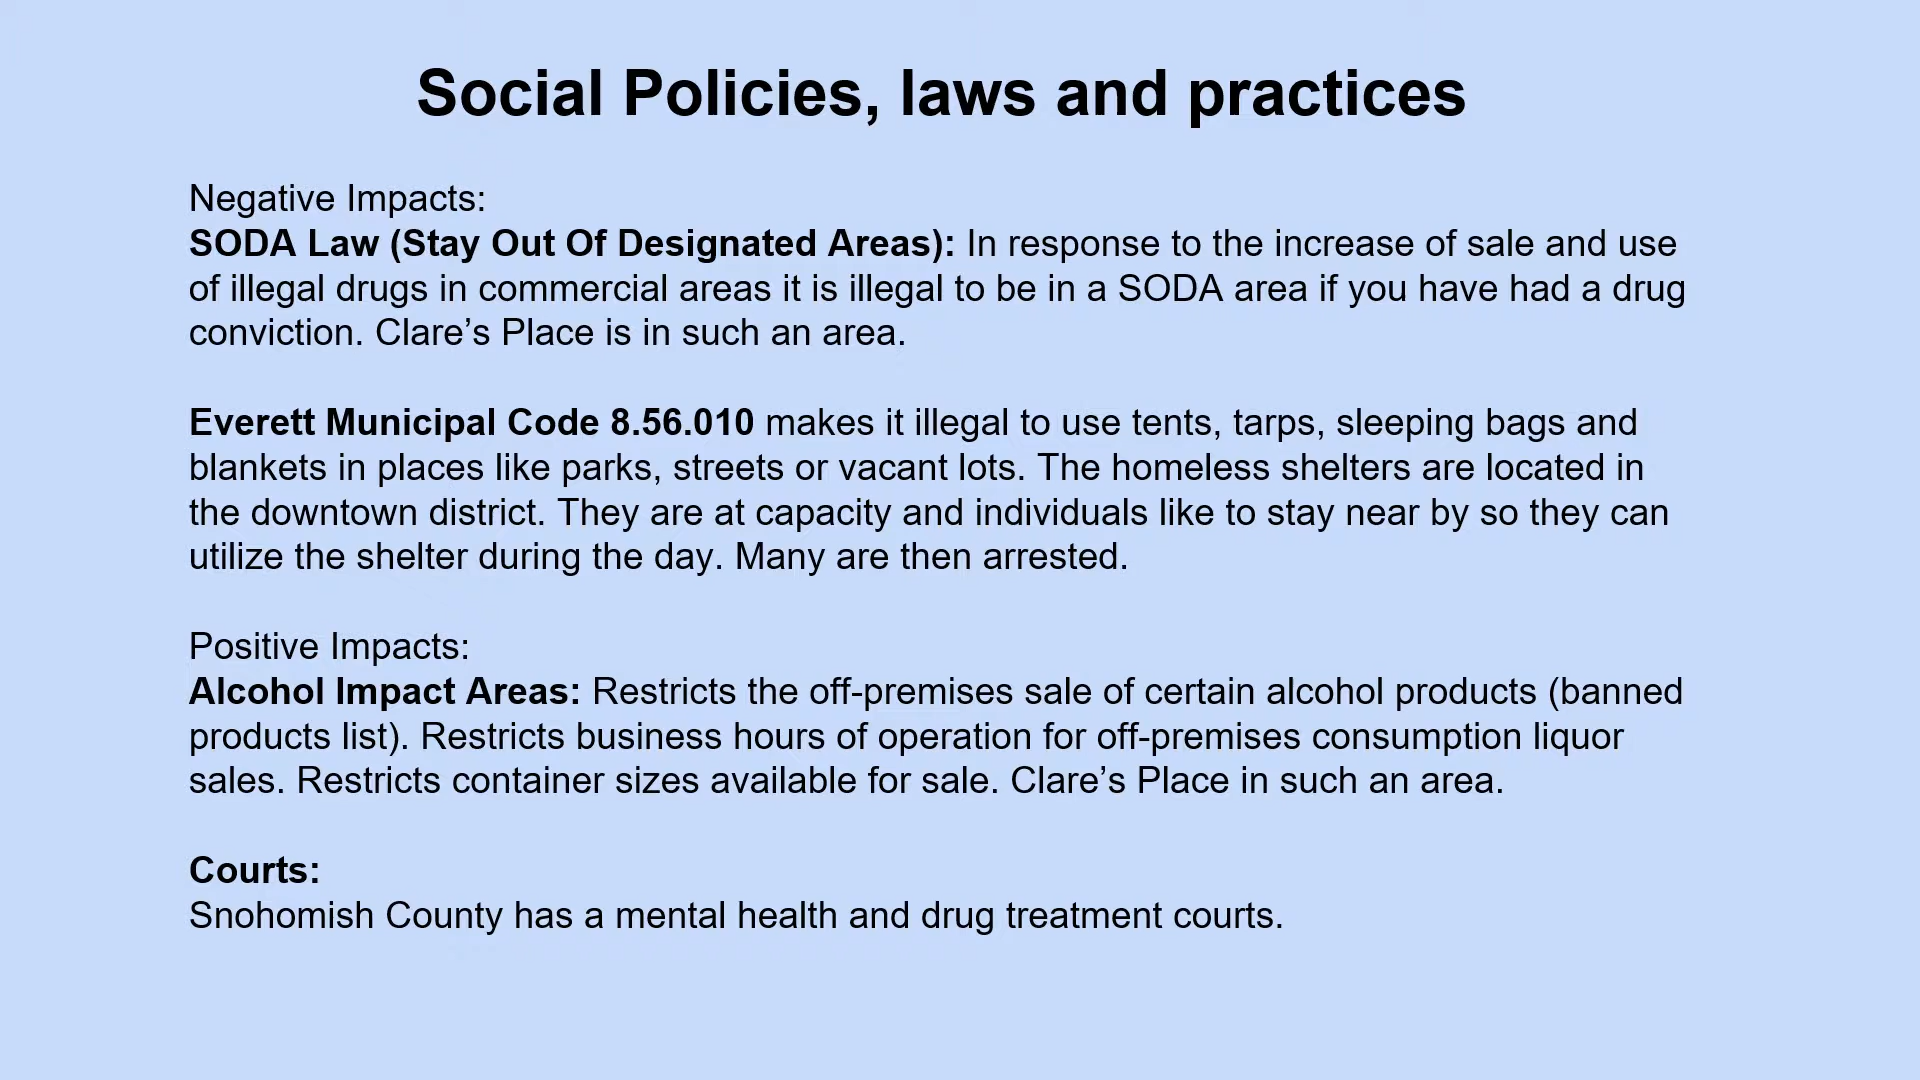 Social Policies, laws and practices
Negative Impacts:
SODA Law (Stay Out Of Designated Areas): In response to the increase of sale and use
of illegal drugs in commercial areas it is illegal to be in a SODA area if you have had a drug
conviction. Clare’s Place is in such an area.
Everett Municipal Code 8.56.010 makes it illegal to use tents, tarps, sleeping bags and
blankets in places like parks, streets or vacant lots. The homeless shelters are located in
the downtown district. They are at capacity and individuals like to stay near by so they can
utilize the shelter during the day. Many are then arrested.
Positive Impacts:
Alcohol Impact Areas: Restricts the off-premises sale of certain alcohol products (banned
products list). Restricts business hours of operation for off-premises consumption liquor
sales. Restricts container sizes available for sale. Clare’s Place in such an area.
Courts:
Snohomish County has a mental health and drug treatment courts.